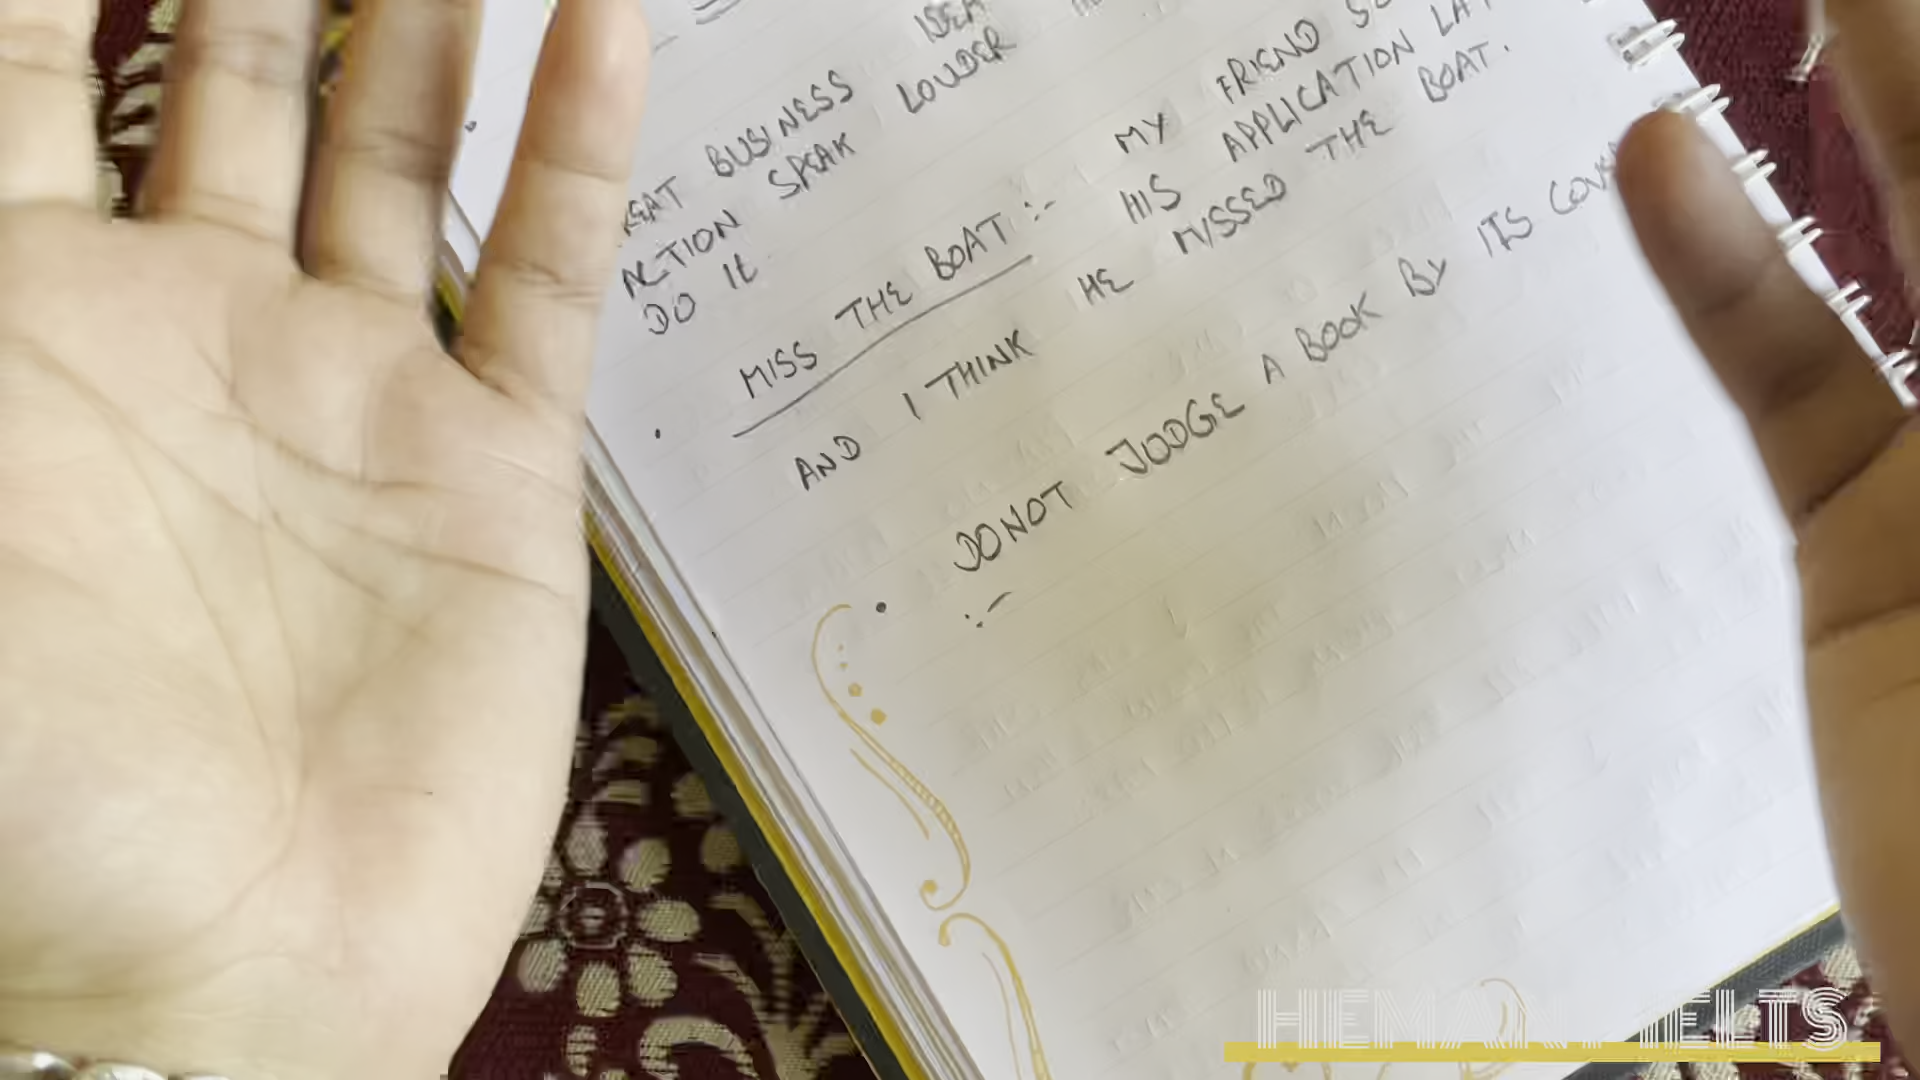 IDEA
BUSINESS
ACTION SPEAK LOUDER
DO It
MISS THE BOAT :- MY FRIEND
HIS APPLICATION
AND I THINK HE MISSED THE BOAT.
DONOT JUDGE A BOOK BY ITS
:-
HEMANT IELTS